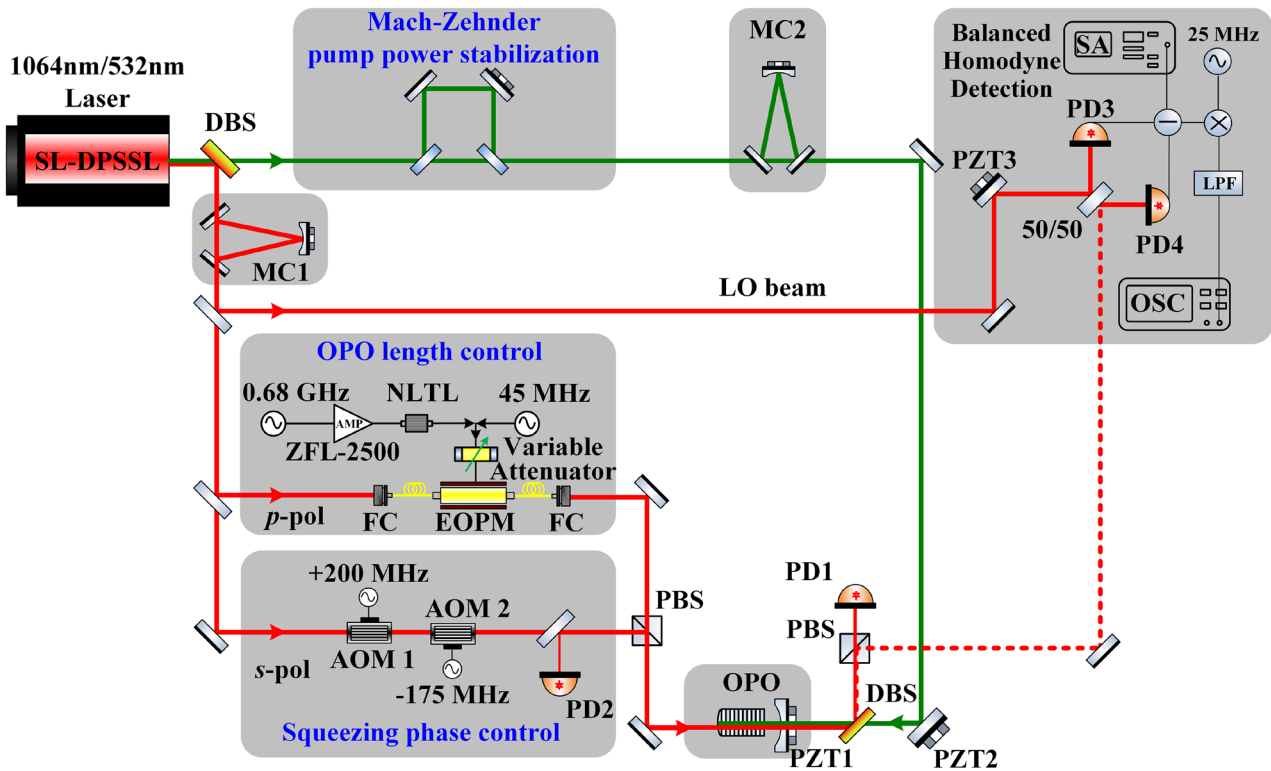 Mach-Zehnder
pump power stabilization
MC2
Balanced
Homodyne
Detection
SA
25 MHz
1064nm/532nm
Laser
DBS
SL-DPSSL
PD3
PZT3
LPF
50/50
PD4
MC1
LO beam
OSC
OPO length control
0.68 GHz
NLTL
45 MHz
AMP
ZFL-2500
Variable
Attenuator
p-pol
FC
EOPM
FC
+200 MHz
AOM 2
PBS
PD1
PBS
s-pol
AOM 1
-175 MHz
PD2
OPO
DBS
Squeezing phase control
PZT1
PZT2